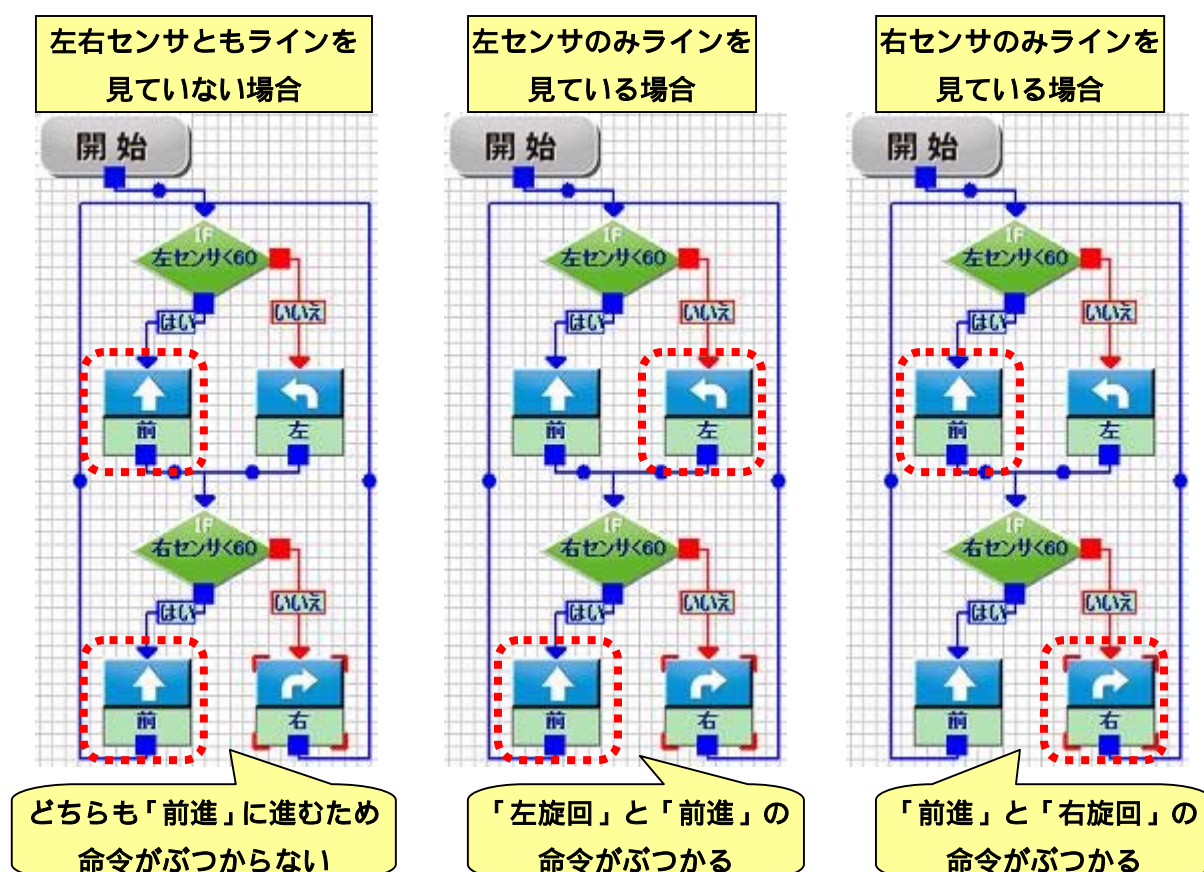 左右センサともラインを
見ていない場合
開 始
IF
左センサ<60
はい
いいえ
前
左
IF
右センサ<60
はい
いいえ
前
右
どちらも「前進」に進むため
命令がぶつからない
左センサのみラインを
見ている場合
開 始
IF
左センサ<60
はい
いいえ
前
左
IF
右センサ<60
はい
いいえ
前
右
「左旋回」と「前進」の
命令がぶつかる
右センサのみラインを
見ている場合
開 始
IF
左センサ<60
はい
いいえ
前
左
IF
右センサ<60
はい
いいえ
前
右
「前進」と「右旋回」の
命令がぶつかる